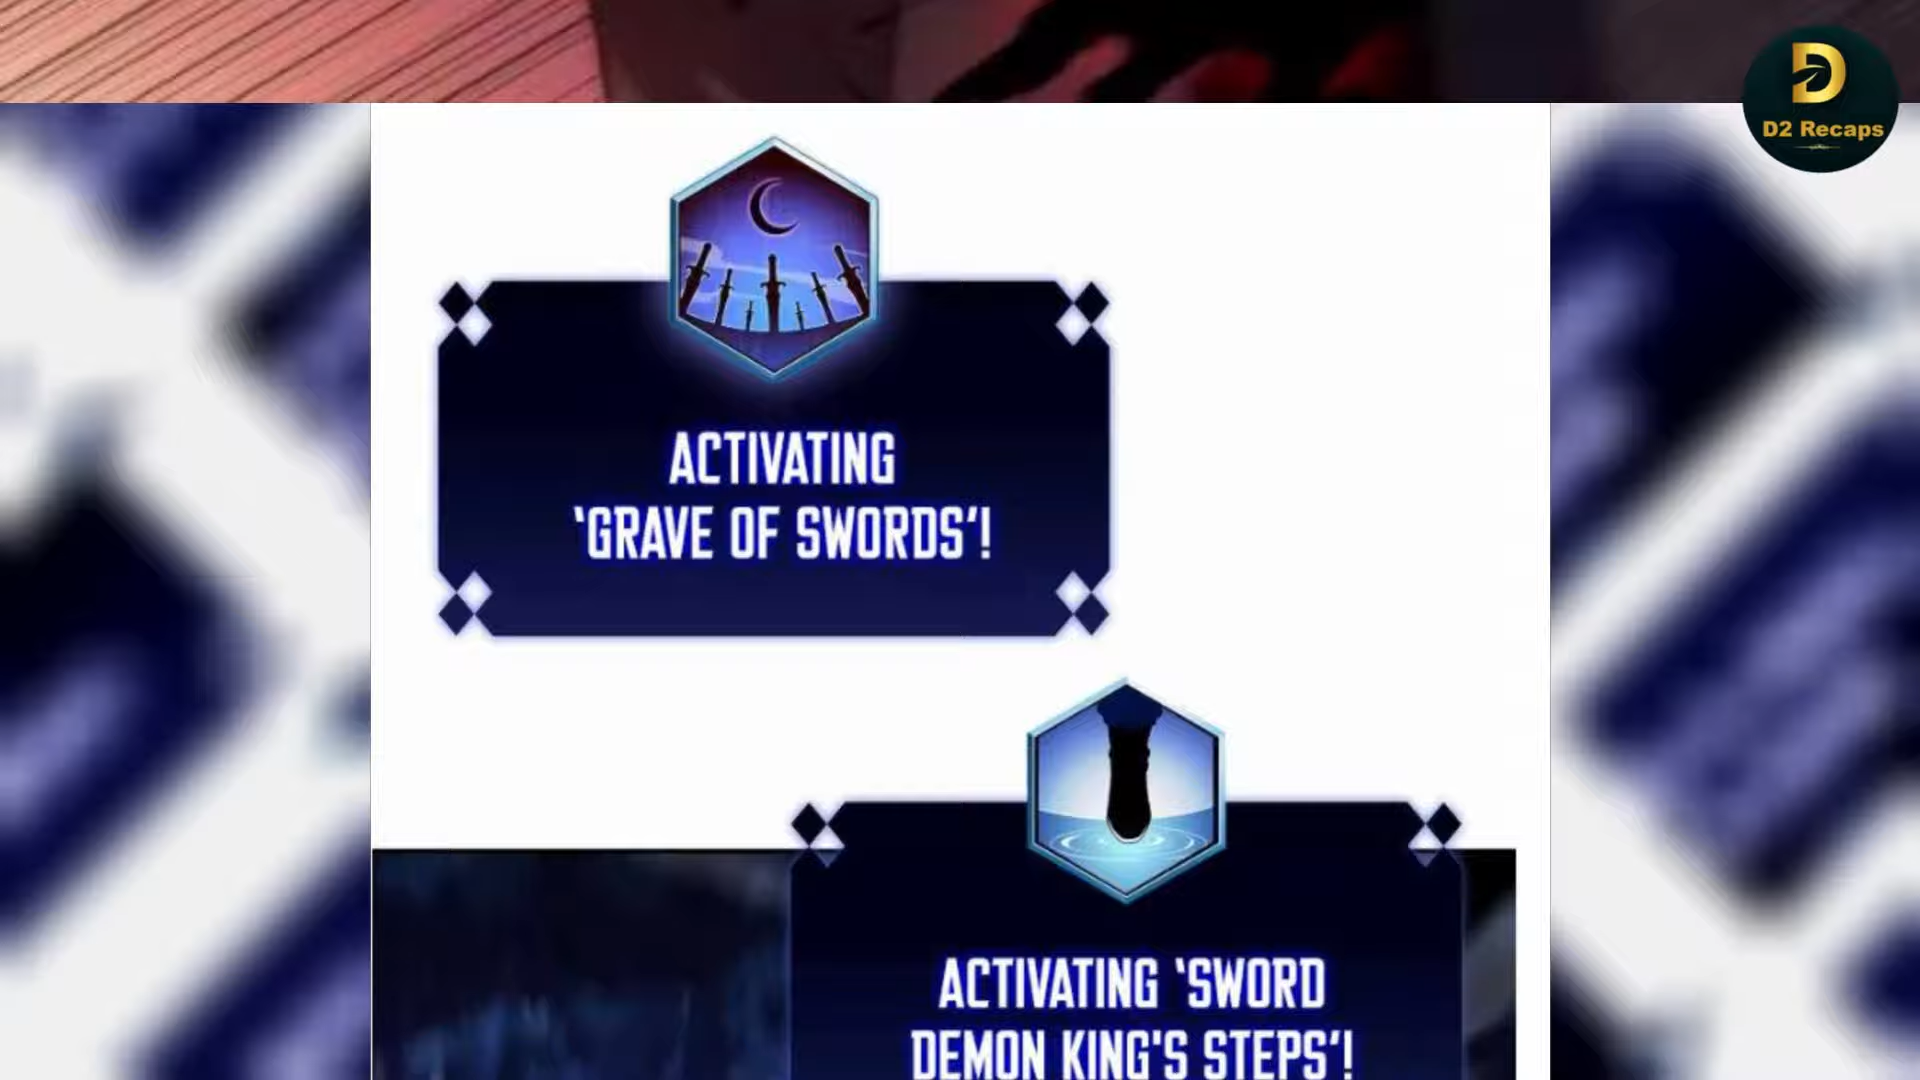 D2 Recaps
ACTIVATING
‘GRAVE OF SWORDS’!
ACTIVATING ‘SWORD
DEMON KING'S STEPS’!